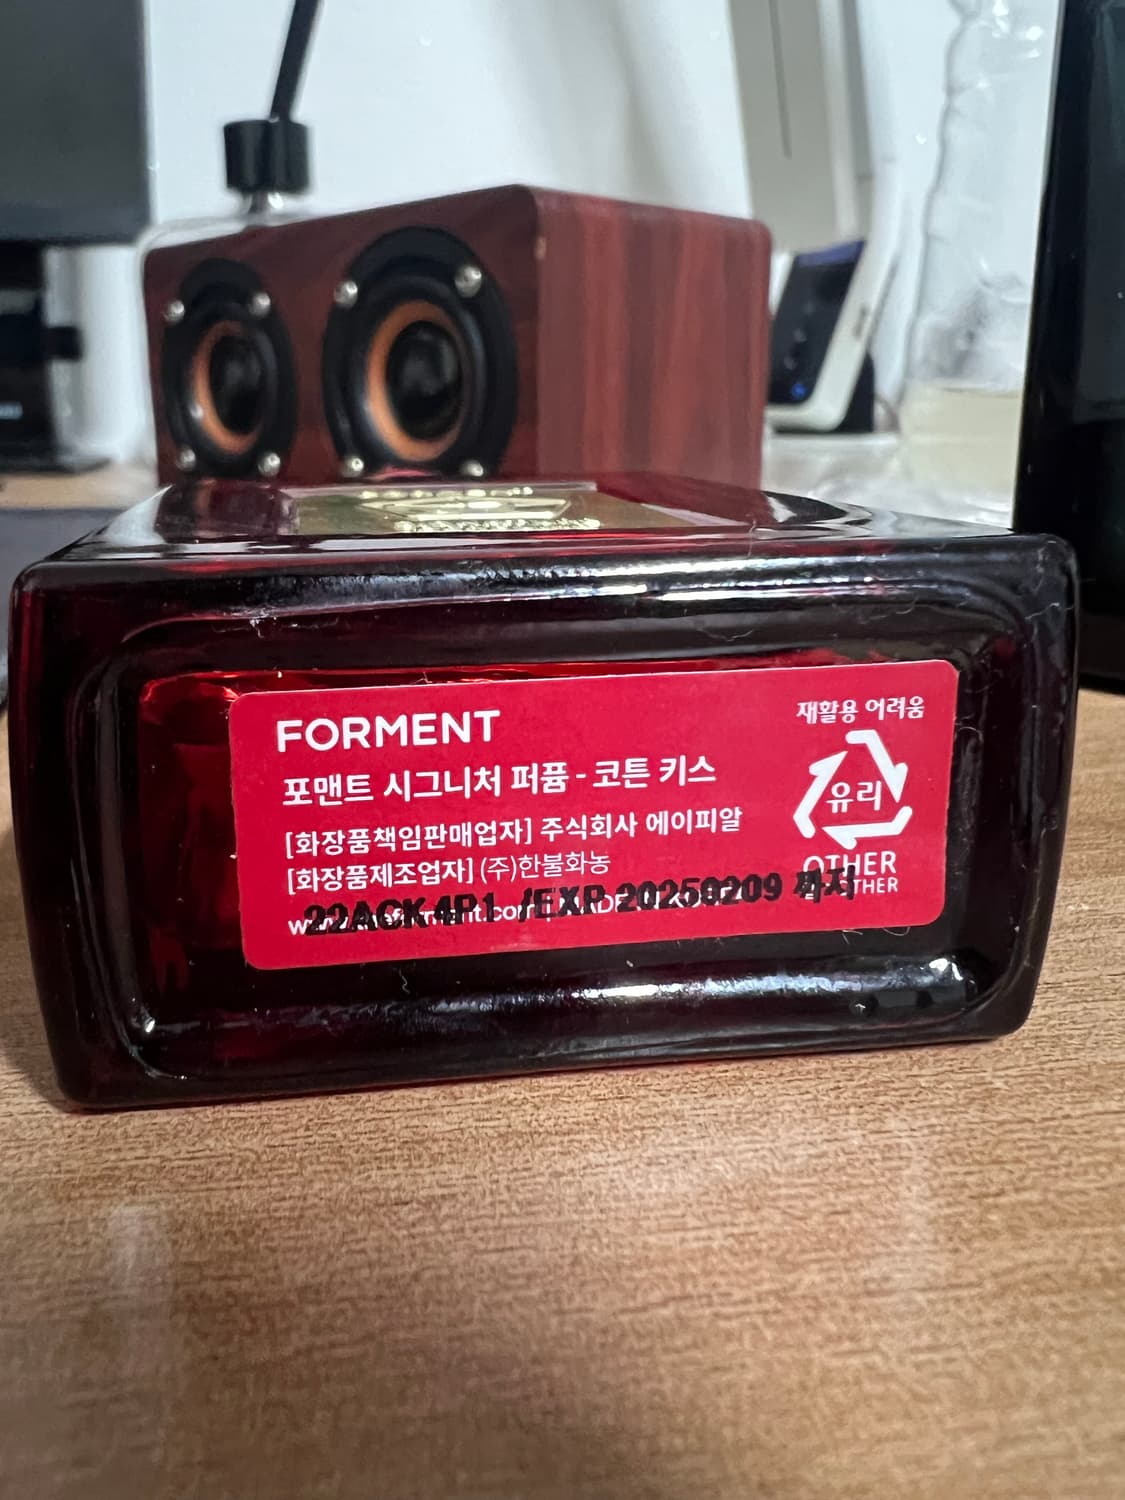 FORMENT
포맨트 시그니처 퍼퓸 - 코튼 키스
[화장품책임판매업자] 주식회사 에이피알
[화장품제조업자] (주)한불화농
22ACK4P1 /EXP 20250209 까지
재활용 어려움
유리
OTHER
OTHER